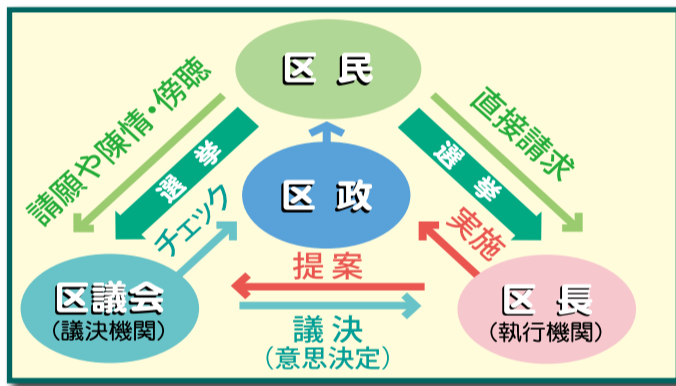 区民
請願や陳情・傍聴
選挙
選挙
直接請求
区政
チェック
実施
提案
区議会
（議決機関）
区長
（執行機関）
議決
（意思決定）